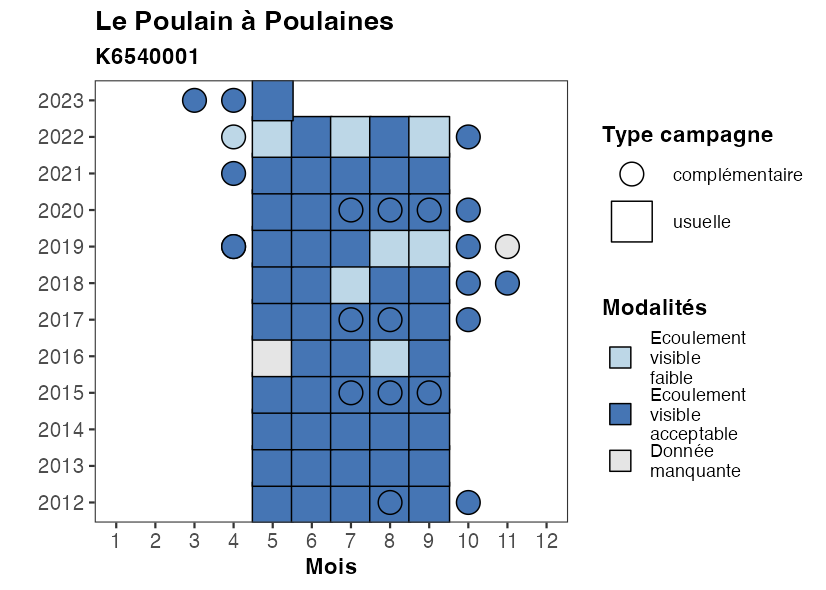 Le Poulain à Poulaines
K6540001
2023
2022
2021
2020
2019
2018
2017
2016
2015
2014
2013
2012
1 2 3 4 5 6 7 8 9 10 11 12
Mois
Type campagne
complémentaire
usuelle
Modalités
Ecoulement
visible
faible
Ecoulement
visible
acceptable
Donnée
manquante